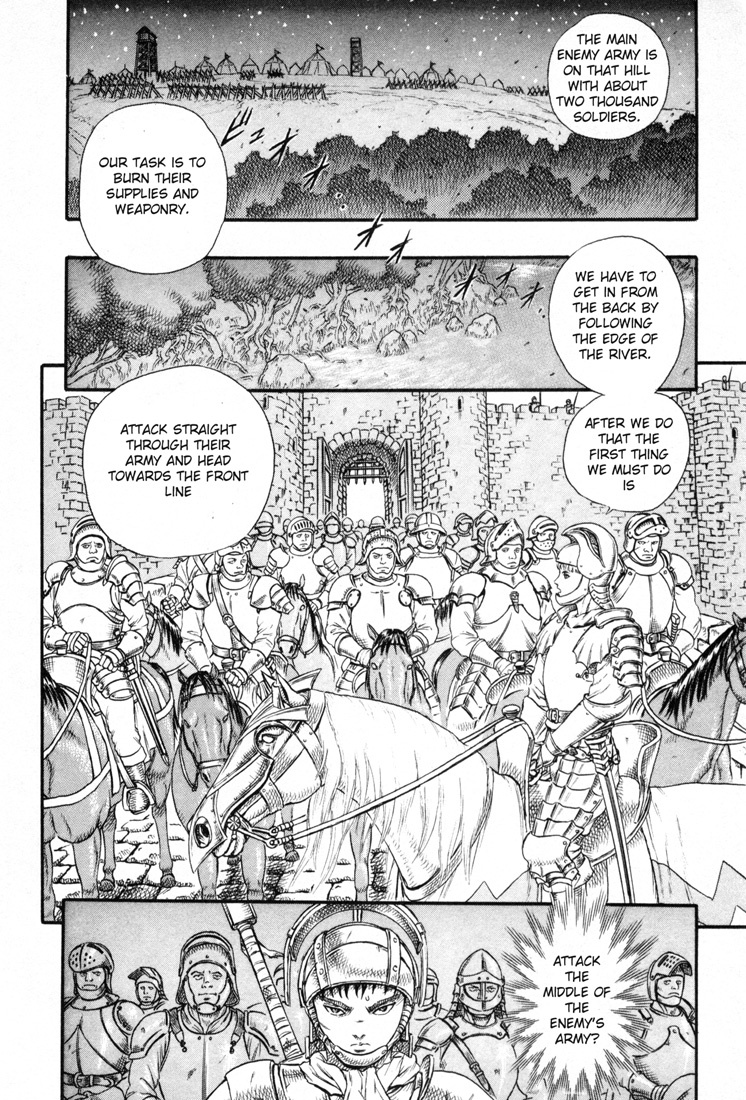 THE MAIN
ENEMY ARMY IS
ON THAT HILL
WITH ABOUT
TWO THOUSAND
SOLDIERS.
OUR TASK IS TO
BURN THEIR
SUPPLIES AND
WEAPONRY.
WE HAVE TO
GET IN FROM
THE BACK BY
FOLLOWING
THE EDGE OF
THE RIVER.
AFTER WE DO
THAT THE
FIRST THING
WE MUST DO
IS
ATTACK STRAIGHT
THROUGH THEIR
ARMY AND HEAD
TOWARDS THE FRONT
LINE
ATTACK
THE
MIDDLE OF
THE
ENEMY'S
ARMY?